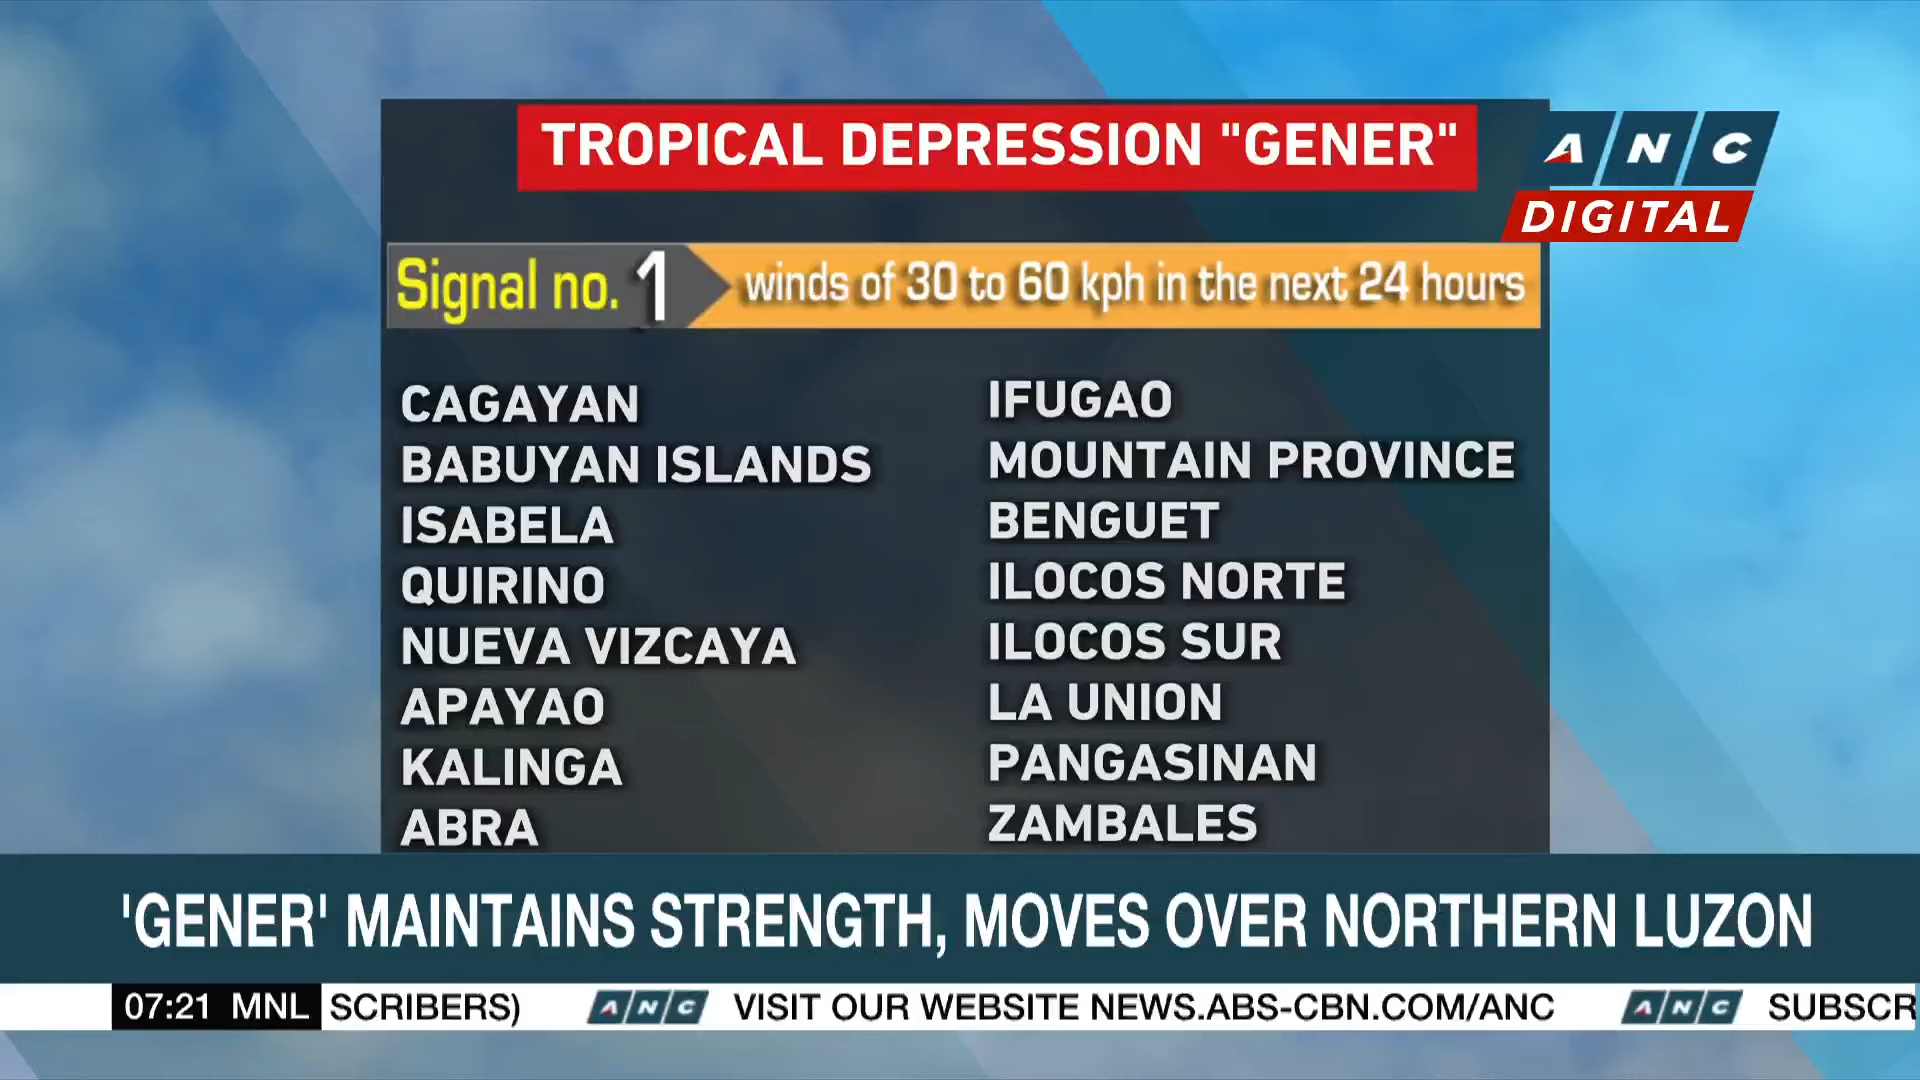 TROPICAL DEPRESSION "GENER"
ANC
DIGITAL
Signal no. 1
winds of 30 to 60 kph in the next 24 hours
CAGAYAN
BABUYAN ISLANDS
ISABELA
QUIRINO
NUEVA VIZCAYA
APAYAO
KALINGA
ABRA
IFUGAO
MOUNTAIN PROVINCE
BENGUET
ILOCOS NORTE
ILOCOS SUR
LA UNION
PANGASINAN
ZAMBALES
'GENER' MAINTAINS STRENGTH, MOVES OVER NORTHERN LUZON
07:21 MNL SCRIBERS) ANC VISIT OUR WEBSITE NEWS.ABS-CBN.COM/ANC ANC SUBSCR